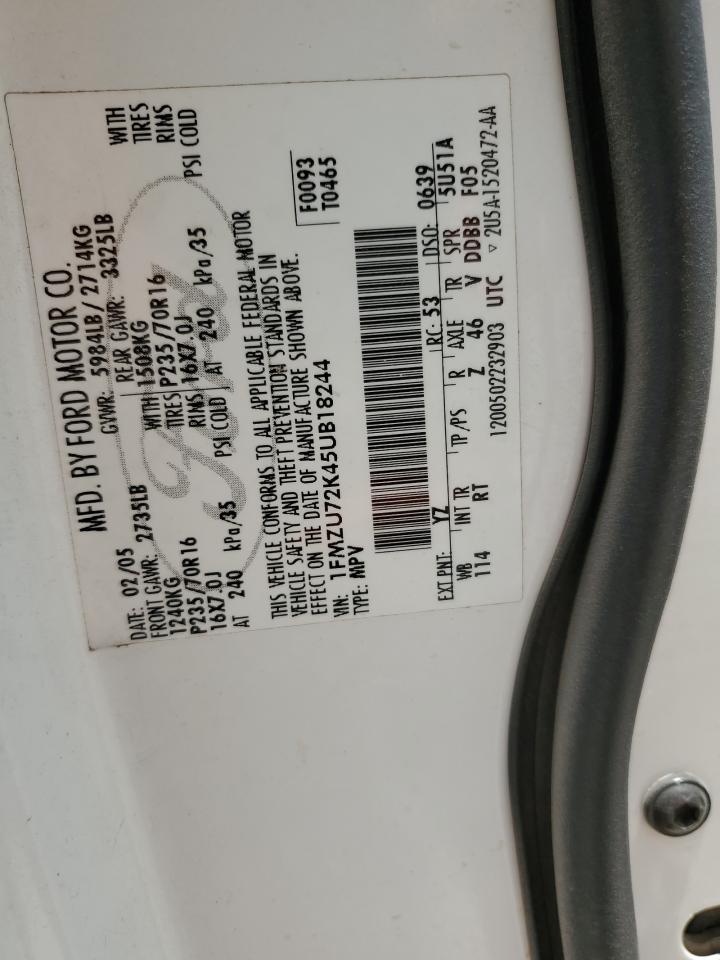 MFD. BY FORD MOTOR CO.
DATE: 02/05 GVWR: 5984LB/ 2714KG
FRONT GAWR: 2735LB REAR GAWR: 3325LB
1240KG WITH 1508KG WITH
P235/70R16 TIRES P235/70R16 TIRES
16X7.0J RIMS 16X7.0J RIMS
AT 240 kPa/35 PSI COLD AT 240 kPa/35 PSI COLD
THIS VEHICLE CONFORMS TO ALL APPLICABLE FEDERAL MOTOR
VEHICLE SAFETY AND THEFT PREVENTION STANDARDS IN
EFFECT ON THE DATE OF MANUFACTURE SHOWN ABOVE.
VIN: 1FMZU72K45UB18244 F0093
TYPE: MPV T0465
EXT PNT: YZ RC: 53 DSO: 0639
WB INT TR TP/PS R AXLE TR SPR 5U51A
114 RT Z 46 V DDBB F05
1200502232903 UTC ▿ 2U5A-1520472-AA
Ford